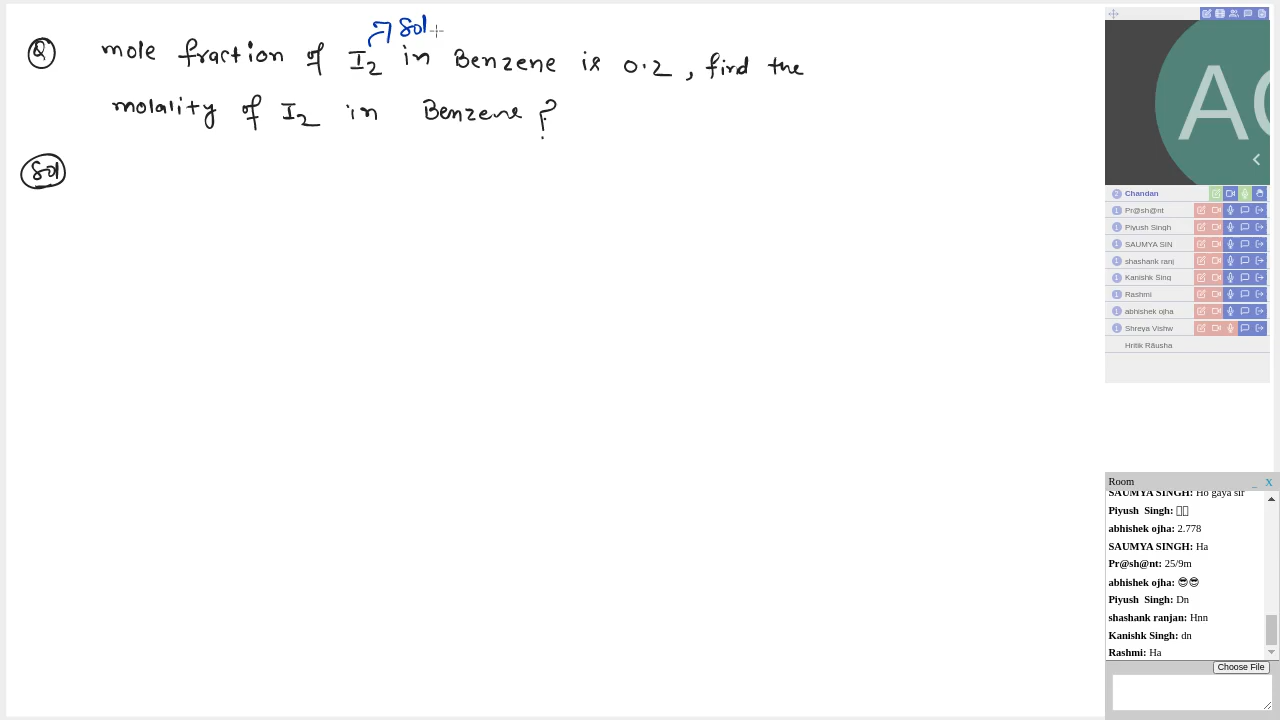 Sol
Q mole fraction of I2 in Benzene is 0.2, find the
molality of I2 in Benzene?
Sol
AC
Chandan
Pr@sh@nt
Piyush Singh
SAUMYA SIN
shashank ranj
Kanishk Sing
Rashmi
abhishek ojha
Shreya Vishw
Hritik Räusha
Room _ X
SAUMYA SINGH: Ho gaya sir
Piyush Singh:
abhishek ojha: 2.778
SAUMYA SINGH: Ha
Pr@sh@nt: 25/9m
abhishek ojha: 😎😎
Piyush Singh: Dn
shashank ranjan: Hnn
Kanishk Singh: dn
Rashmi: Ha
Choose File